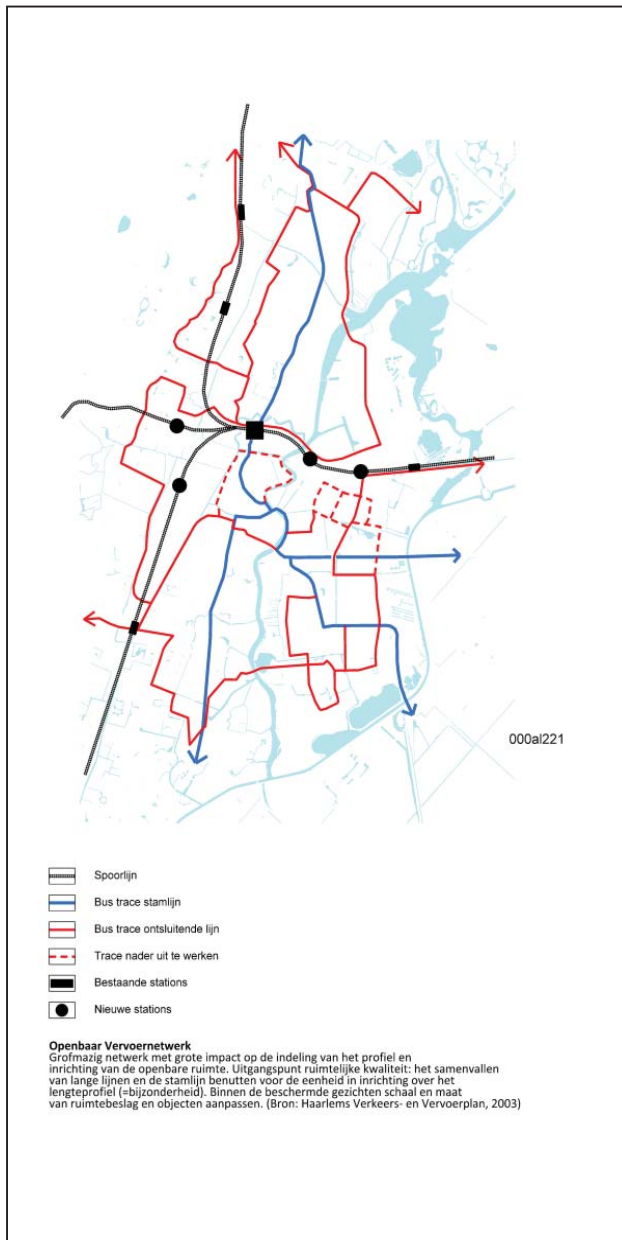 000al221
Spoorlijn
Bus trace stamlijn
Bus trace ontsluitende lijn
Trace nader uit te werken
Bestaande stations
Nieuwe stations
Openbaar Vervoernetwerk
Grofmazig netwerk met grote impact op de indeling van het profiel en
inrichting van de openbare ruimte. Uitgangspunt ruimtelijke kwaliteit: het samenvallen
van lange lijnen en de stamlijn benutten voor de eenheid in inrichting over het
lengteprofiel (=bijzonderheid). Binnen de beschermde gezichten schaal en maat
van ruimtebeslag en objecten aanpassen. (Bron: Haarlems Verkeers- en Vervoerplan, 2003)